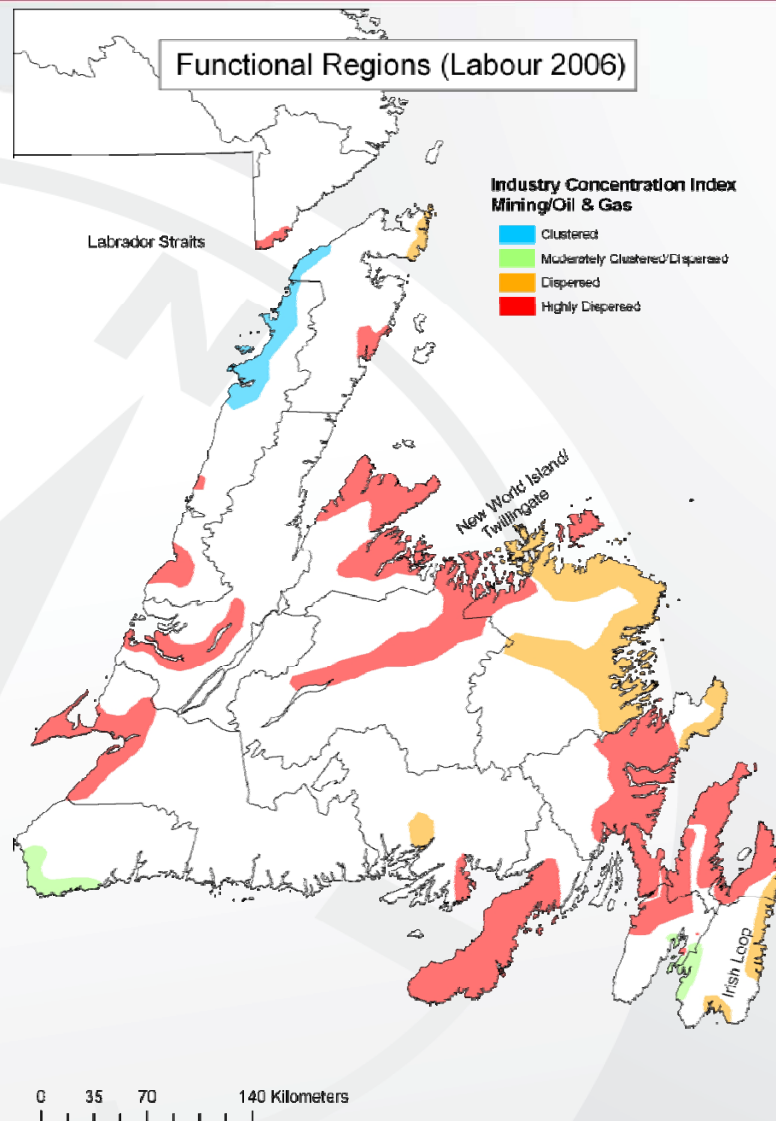 Functional Regions (Labour 2006)
Industry Concentration Index
Mining/Oil & Gas
Clustered
Moderately Clustered/Dispersed
Dispersed
Highly Dispersed
Labrador Straits
New World Island/
Twillingate
Irish Loop
N
0 35 70 140 Kilometers